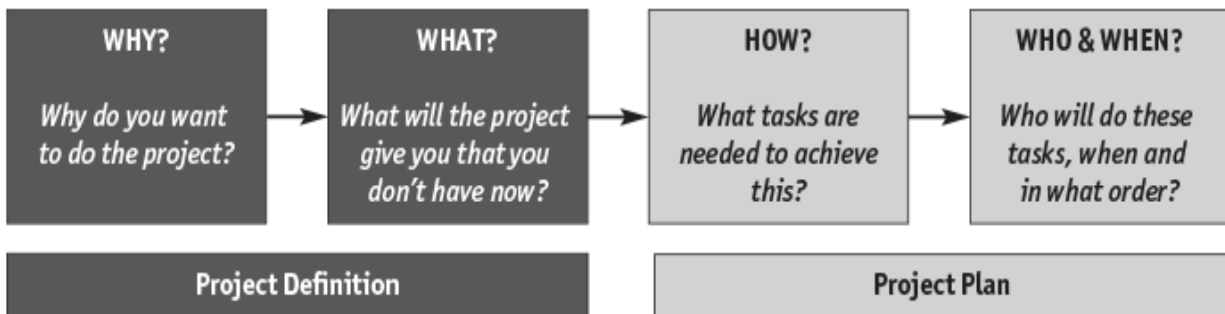 WHY?
Why do you want
to do the project?
WHAT?
What will the project
give you that you
don't have now?
HOW?
What tasks are
needed to achieve
this?
WHO & WHEN?
Who will do these
tasks, when and
in what order?
Project Definition
Project Plan